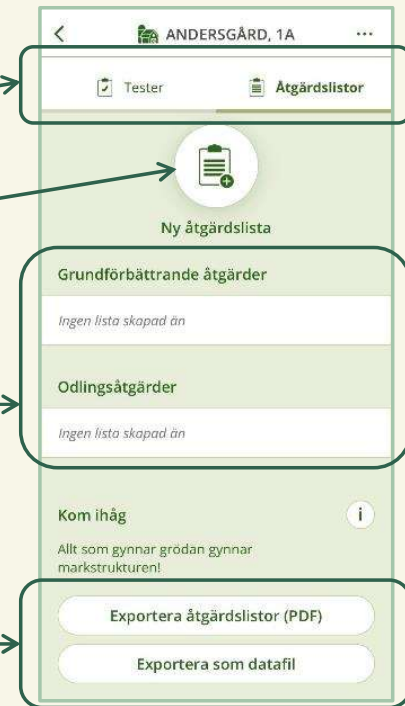 ANDERSGÅRD, 1A
Tester
Åtgärdslistor
Ny åtgärdslista
Grundförbättrande åtgärder
Ingen lista skapad än
Odlingsåtgärder
Ingen lista skapad än
Kom ihåg
i
Allt som gynnar grödan gynnar
markstrukturen!
Exportera åtgärdslistor (PDF)
Exportera som datafil